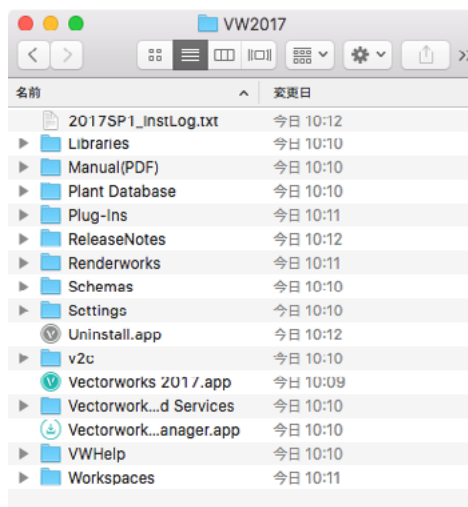 VW2017
名前 変更日
2017SP1_InstLog.txt 今日 10:12
Libraries 今日 10:10
Manual(PDF) 今日 10:10
Plant Database 今日 10:10
Plug-Ins 今日 10:11
ReleaseNotes 今日 10:12
Renderworks 今日 10:11
Schemas 今日 10:10
Settings 今日 10:10
Uninstall.app 今日 10:12
v2c 今日 10:10
Vectorworks 2017.app 今日 10:09
Vectorwork...d Services 今日 10:10
Vectorwork...anager.app 今日 10:10
VWHelp 今日 10:10
Workspaces 今日 10:11